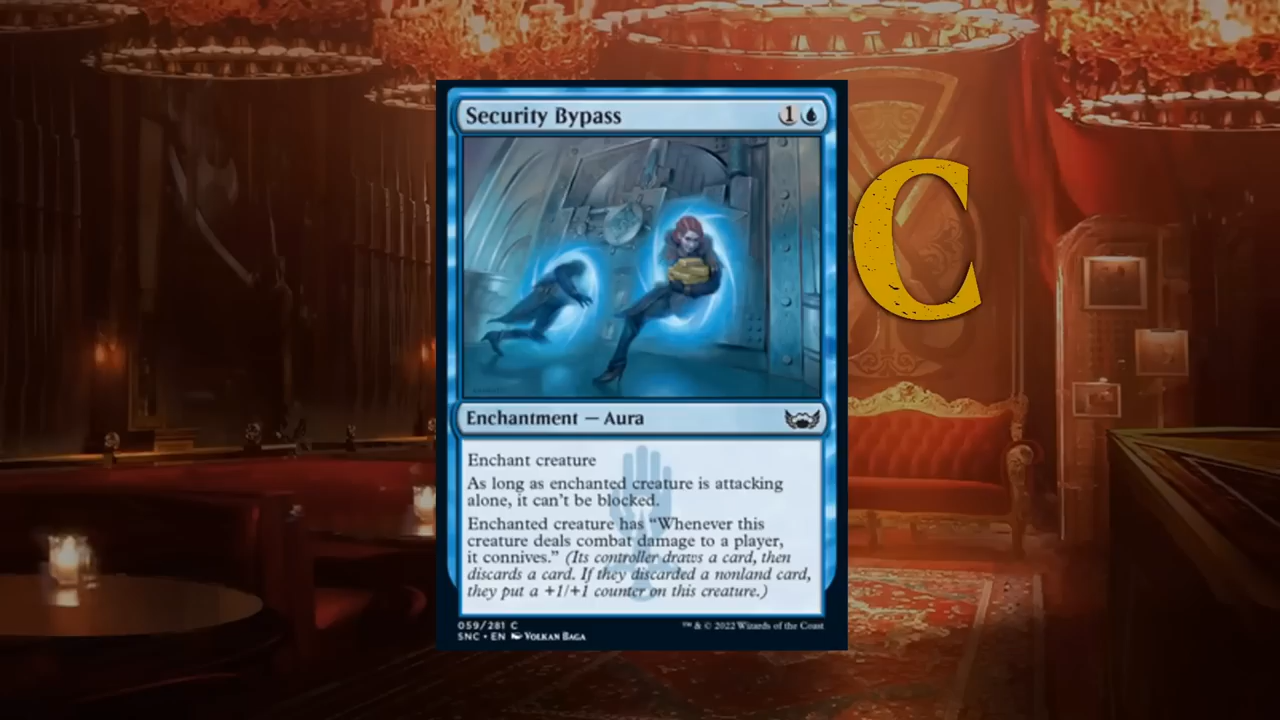 Security Bypass 1
C
Enchantment — Aura
Enchant creature
As long as enchanted creature is attacking
alone, it can't be blocked.
Enchanted creature has “Whenever this
creature deals combat damage to a player,
it connives.” (Its controller draws a card, then
discards a card. If they discarded a nonland card,
they put a +1/+1 counter on this creature.)
059/281 C
SNC • EN VOLKAN BAGA
™ & © 2022 Wizards of the Coast